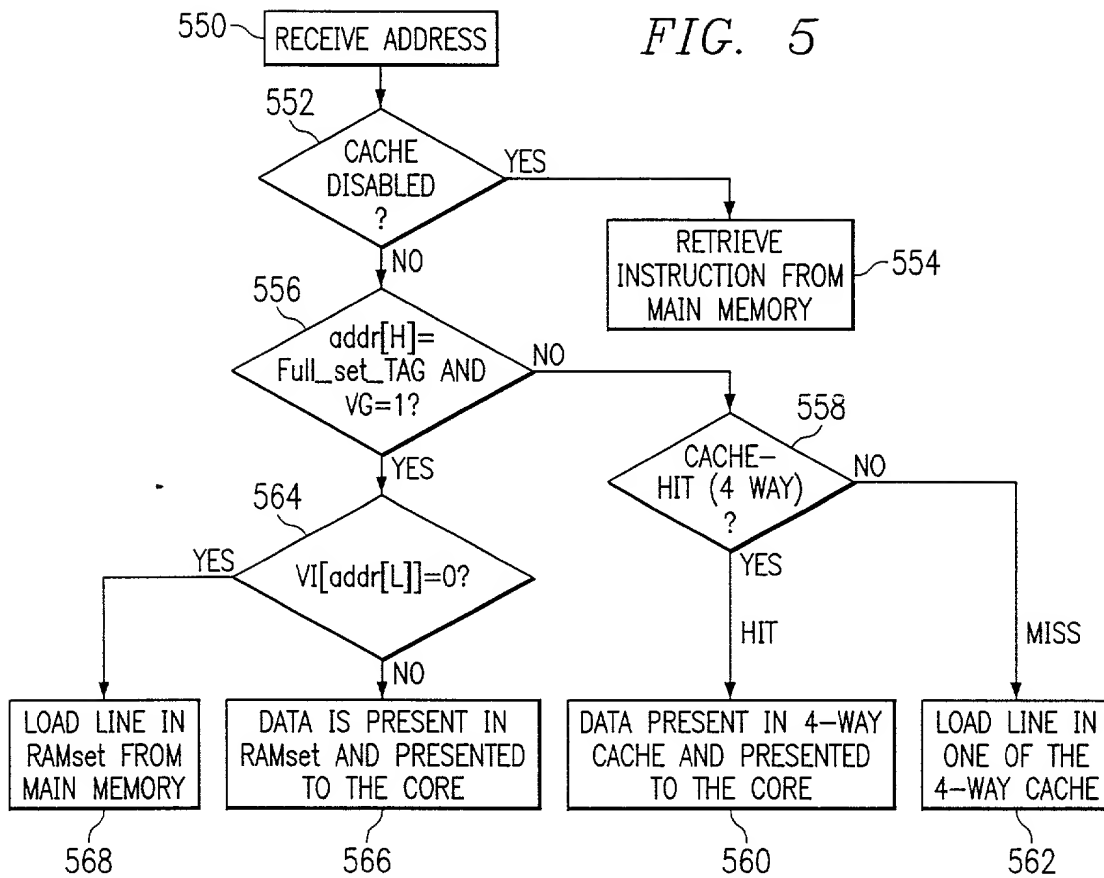 FIG. 5
550
RECEIVE ADDRESS
552
CACHE
DISABLED
?
YES
NO
RETRIEVE
INSTRUCTION FROM
MAIN MEMORY
554
556
addr[H]=
Full_set_TAG AND
VG=1?
NO
YES
558
CACHE-
HIT (4 WAY)
?
NO
YES
HIT
MISS
564
VI[addr[L]]=0?
YES
NO
LOAD LINE IN
RAMset FROM
MAIN MEMORY
568
DATA IS PRESENT IN
RAMset AND PRESENTED
TO THE CORE
566
DATA PRESENT IN 4-WAY
CACHE AND PRESENTED
TO THE CORE
560
LOAD LINE IN
ONE OF THE
4-WAY CACHE
562